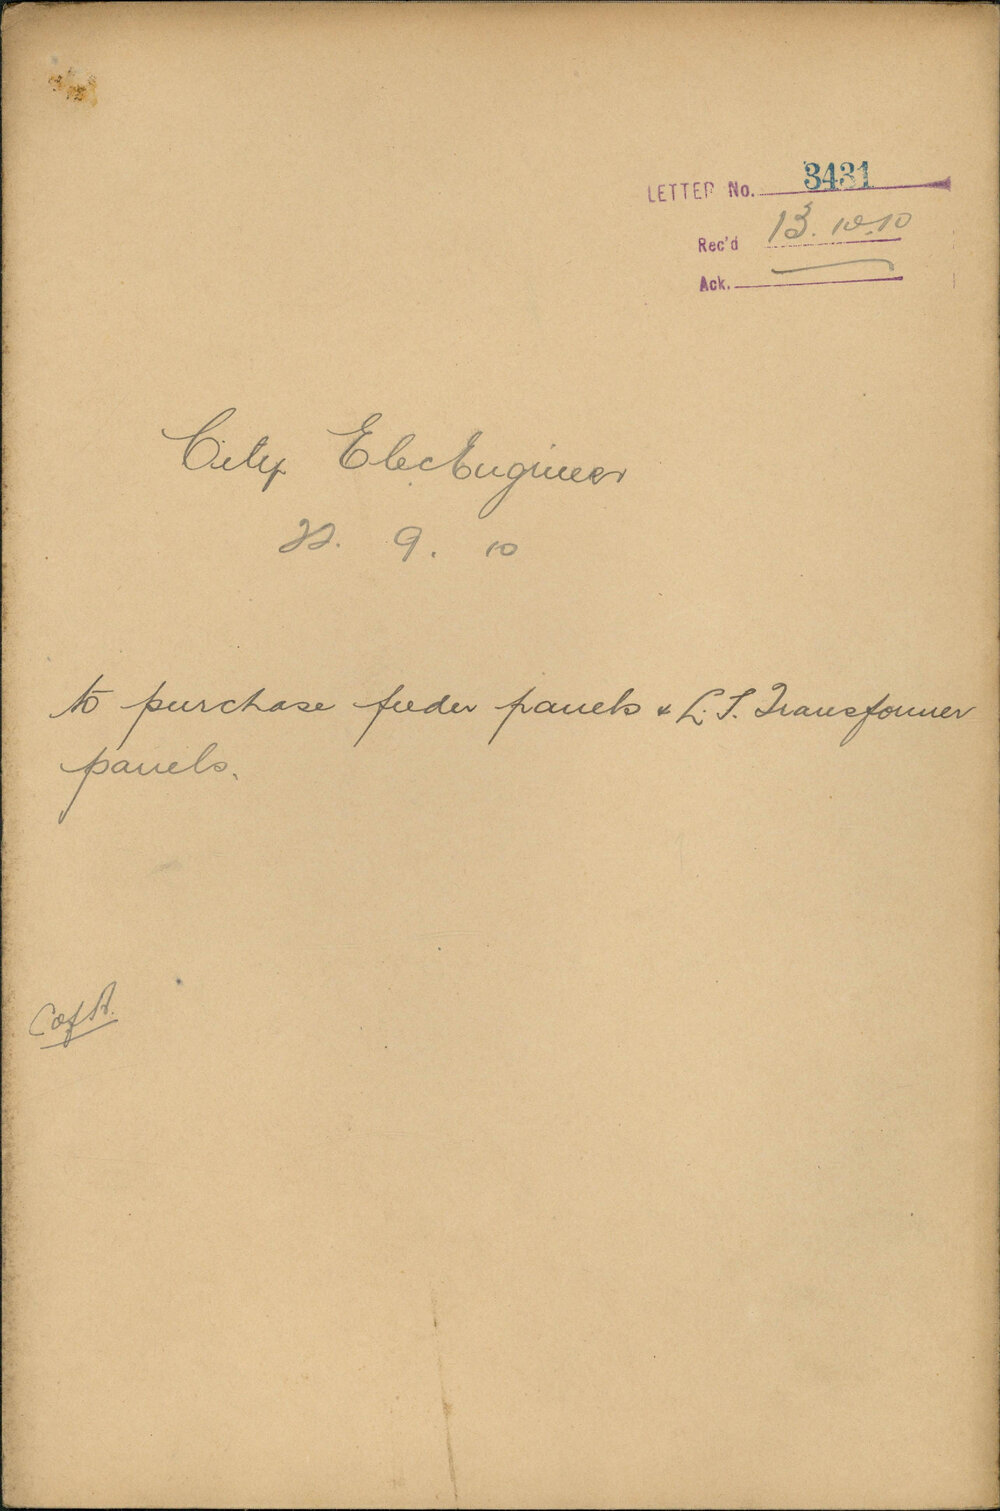 LETTER No. 3431
Rec'd 13.10.10
Ack.
City Elec Engineer
22. 9. 10
to purchase feeder panels & L. T. Transformer
panels.
C of A.